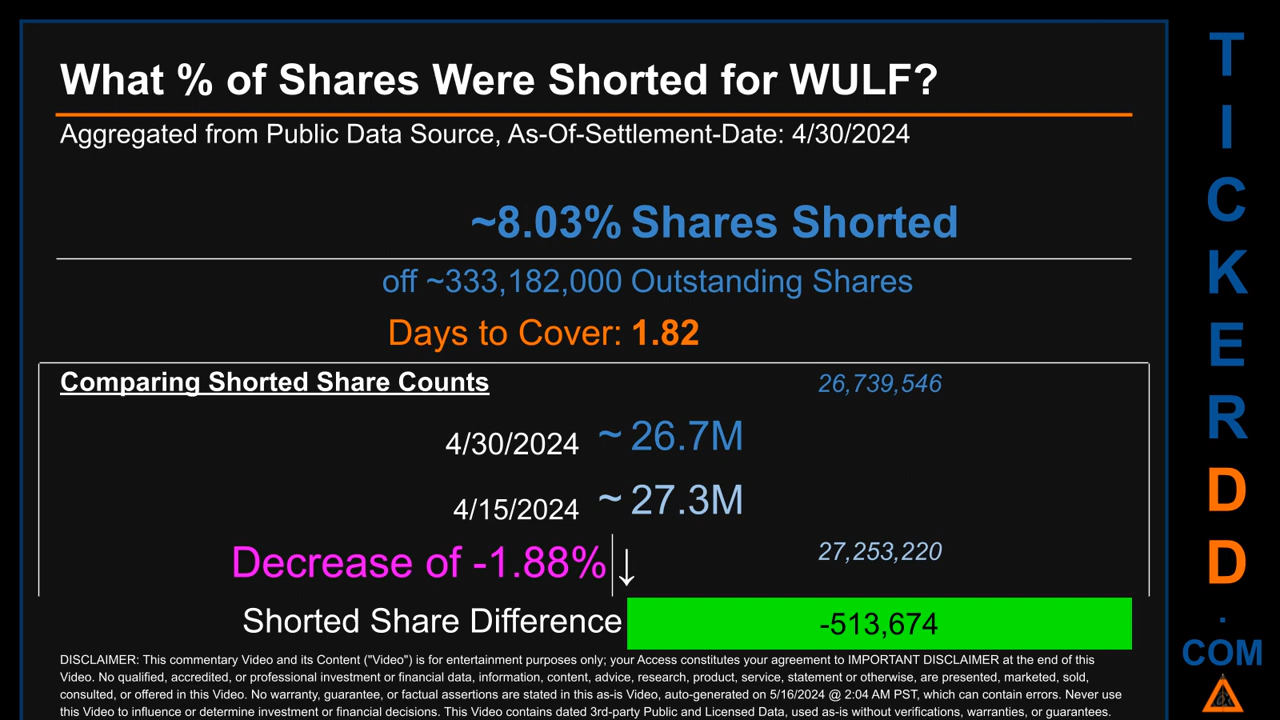 What % of Shares Were Shorted for WULF?
Aggregated from Public Data Source, As-Of-Settlement-Date: 4/30/2024
~8.03% Shares Shorted
off ~333,182,000 Outstanding Shares
Days to Cover: 1.82
Comparing Shorted Share Counts 26,739,546
4/30/2024 ~ 26.7M
4/15/2024 ~ 27.3M
Decrease of -1.88% ↓ 27,253,220
Shorted Share Difference -513,674
DISCLAIMER: This commentary Video and its Content ("Video") is for entertainment purposes only; your Access constitutes your agreement to IMPORTANT DISCLAIMER at the end of this
Video. No qualified, accredited, or professional investment or financial data, information, content, advice, research, product, service, statement or otherwise, are presented, marketed, sold,
consulted, or offered in this Video. No warranty, guarantee, or factual assertions are stated in this as-is Video, auto-generated on 5/16/2024 @ 2:04 AM PST, which can contain errors. Never use
this Video to influence or determine investment or financial decisions. This Video contains dated 3rd-party Public and Licensed Data, used as-is without verifications, warranties, or guarantees.
T
I
C
K
E
R
D
D
.
COM